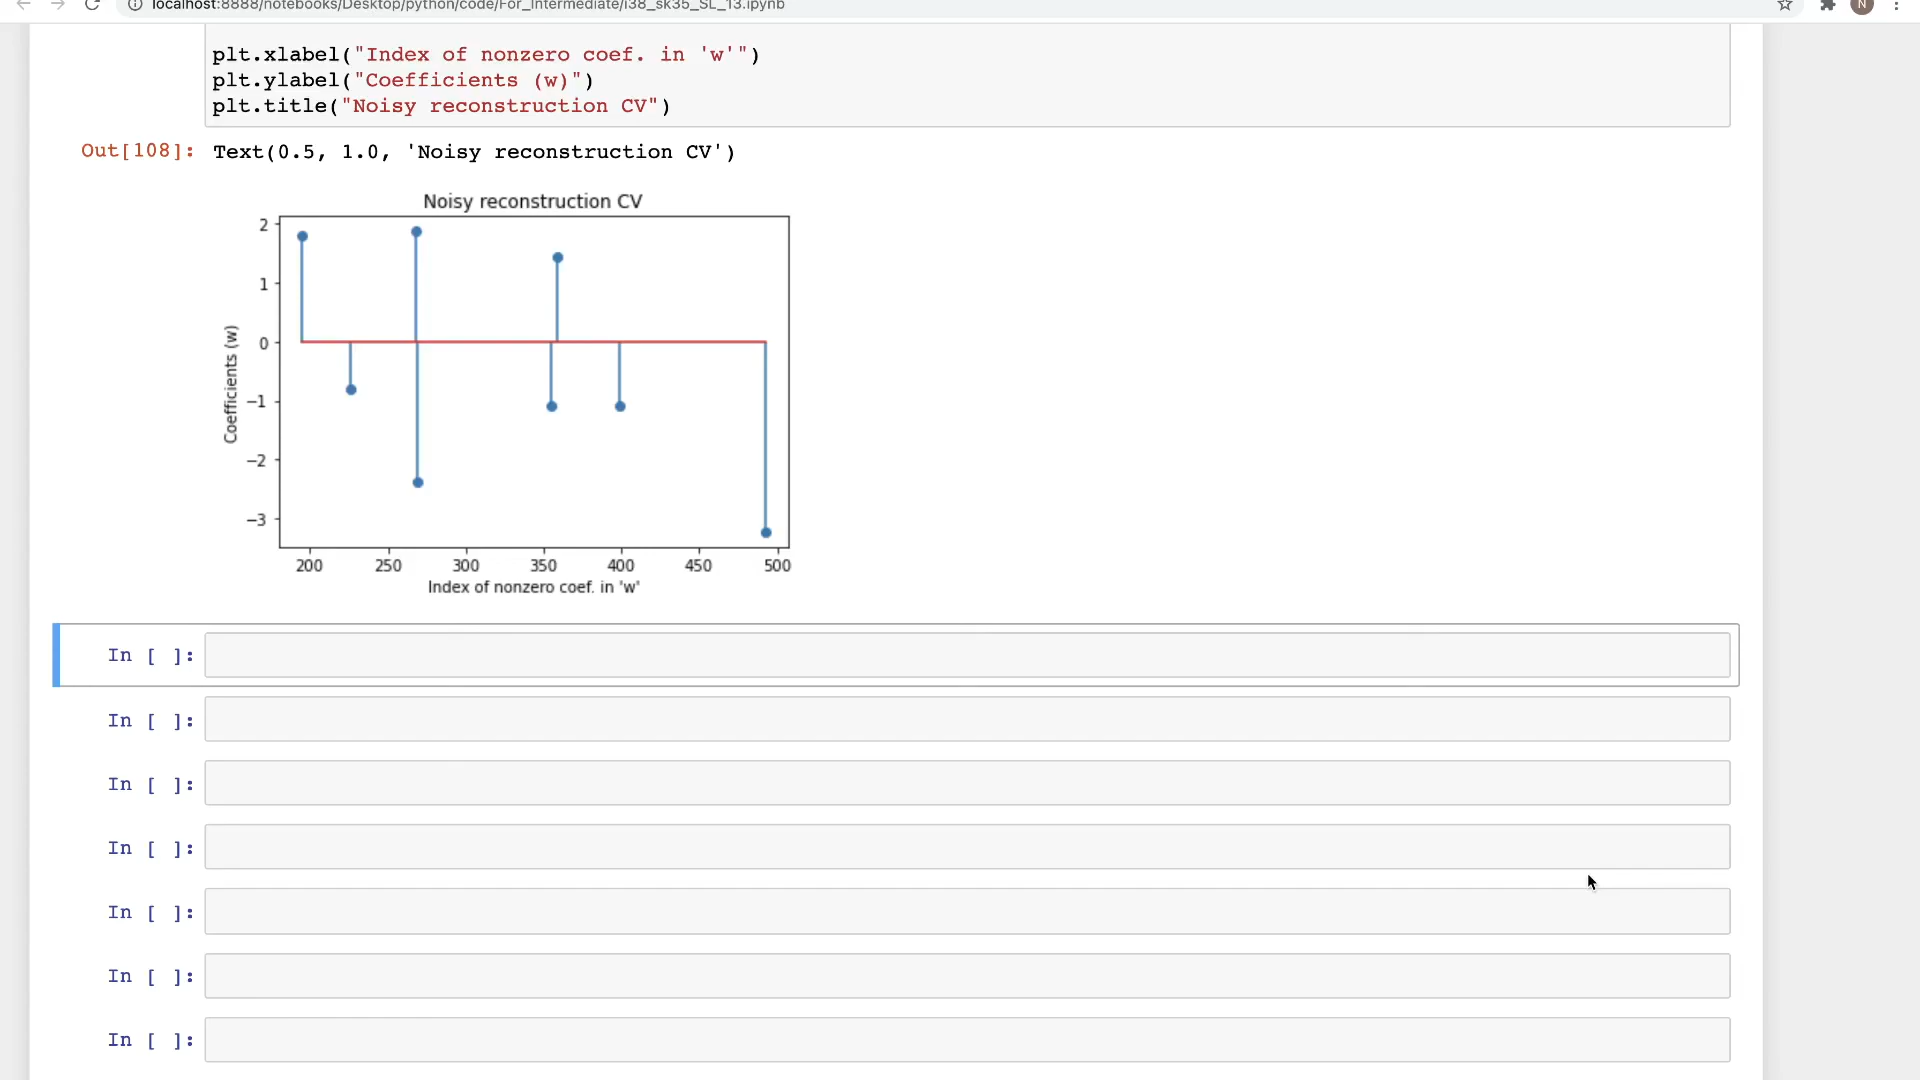 localhost:8888/notebooks/Desktop/python/code/For_Intermediate/i38_sk35_SL_13.ipynb
N
plt.xlabel("Index of nonzero coef. in 'w'")
plt.ylabel("Coefficients (w)")
plt.title("Noisy reconstruction CV")
Out[108]: Text(0.5, 1.0, 'Noisy reconstruction CV')
Noisy reconstruction CV
2
1
0
−1
−2
−3
Coefficients (w)
200 250 300 350 400 450 500
Index of nonzero coef. in 'w'
In [ ]:
In [ ]:
In [ ]:
In [ ]:
In [ ]:
In [ ]:
In [ ]: